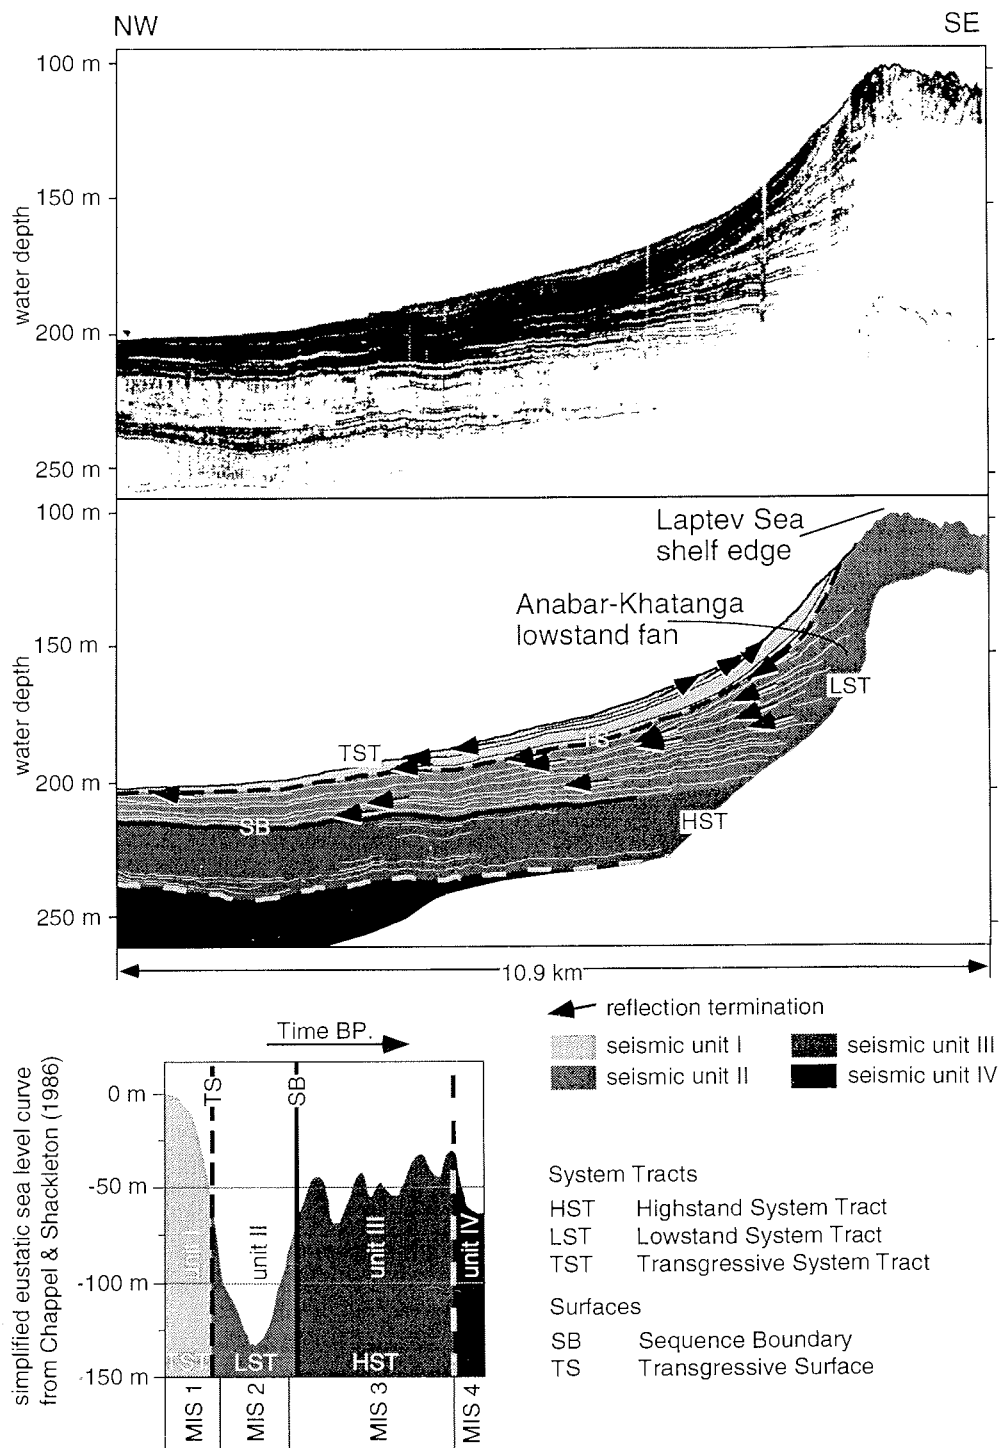 NW
SE
100 m
150 m
200 m
250 m
water depth
100 m
150 m
200 m
250 m
water depth
Laptev Sea
shelf edge
Anabar-Khatanga
lowstand fan
LST
TS
TST
SB
HST
10.9 km
reflection termination
seismic unit I
seismic unit III
seismic unit II
seismic unit IV
Time BP.
simplified eustatic sea level curve
from Chappel & Shackleton (1986)
0 m
-50 m
-100 m
-150 m
TS
SB
unit I
unit II
unit III
unit IV
TST
LST
HST
MIS 1
MIS 2
MIS 3
MIS 4
System Tracts
HST Highstand System Tract
LST Lowstand System Tract
TST Transgressive System Tract
Surfaces
SB Sequence Boundary
TS Transgressive Surface